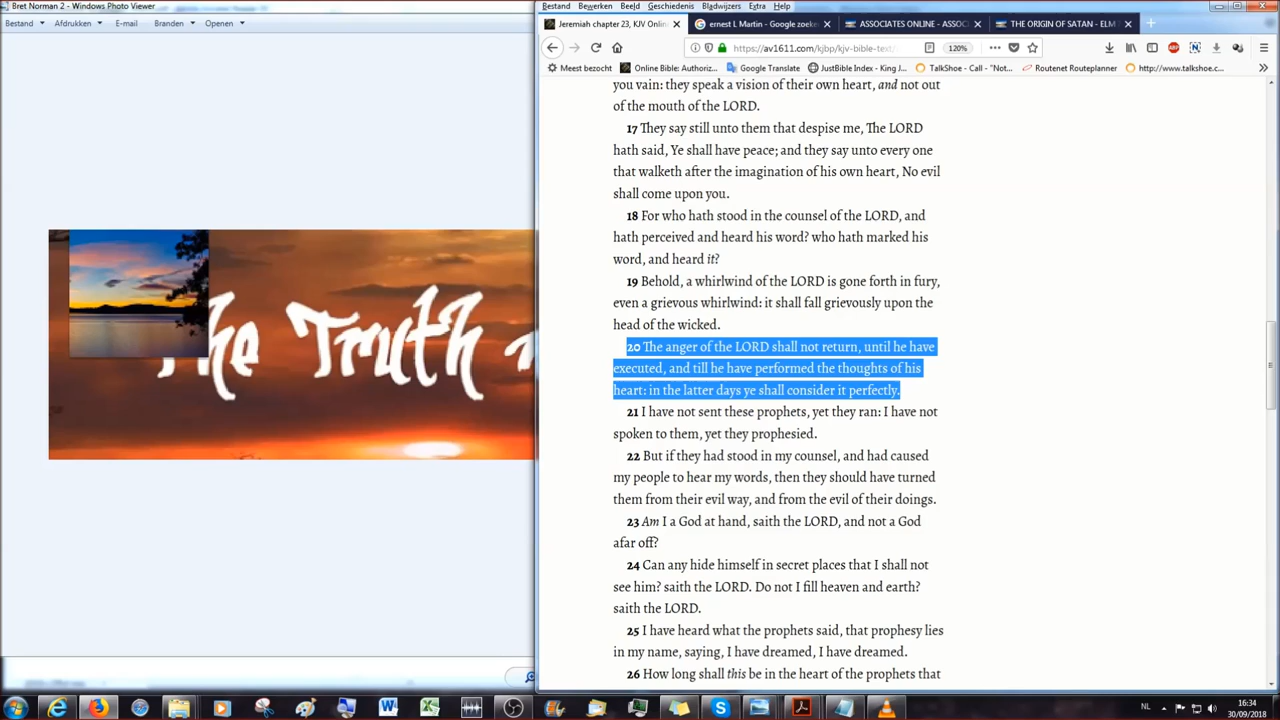 Bret Norman 2 - Windows Photo Viewer
Bestand Afdrukken E-mail Branden Openen
he Truth
Bestand Bewerken Beeld Geschiedenis Bladwijzers Extra Help
Jeremiah chapter 23, KJV Onlin
ernest L Martin - Google zoeke
ASSOCIATES ONLINE - ASSOC
THE ORIGIN OF SATAN - ELM
https://av1611.com/kjbp/kjv-bible-text/
120%
Meest bezocht
Online Bible: Authoriz...
Google Translate
JustBible Index - King J...
TalkShoe - Call - "Not...
Routenet Routeplanner
http://www.talkshoe.c...
you vain: they speak a vision of their own heart, and not out
of the mouth of the LORD.
17 They say still unto them that despise me, The LORD
hath said, Ye shall have peace; and they say unto every one
that walketh after the imagination of his own heart, No evil
shall come upon you.
18 For who hath stood in the counsel of the LORD, and
hath perceived and heard his word? who hath marked his
word, and heard it?
19 Behold, a whirlwind of the LORD is gone forth in fury,
even a grievous whirlwind: it shall fall grievously upon the
head of the wicked.
20 The anger of the LORD shall not return, until he have
executed, and till he have performed the thoughts of his
heart: in the latter days ye shall consider it perfectly.
21 I have not sent these prophets, yet they ran: I have not
spoken to them, yet they prophesied.
22 But if they had stood in my counsel, and had caused
my people to hear my words, then they should have turned
them from their evil way, and from the evil of their doings.
23 Am I a God at hand, saith the LORD, and not a God
afar off?
24 Can any hide himself in secret places that I shall not
see him? saith the LORD. Do not I fill heaven and earth?
saith the LORD.
25 I have heard what the prophets said, that prophesy lies
in my name, saying, I have dreamed, I have dreamed.
26 How long shall this be in the heart of the prophets that
NL
16:34
30/09/2018